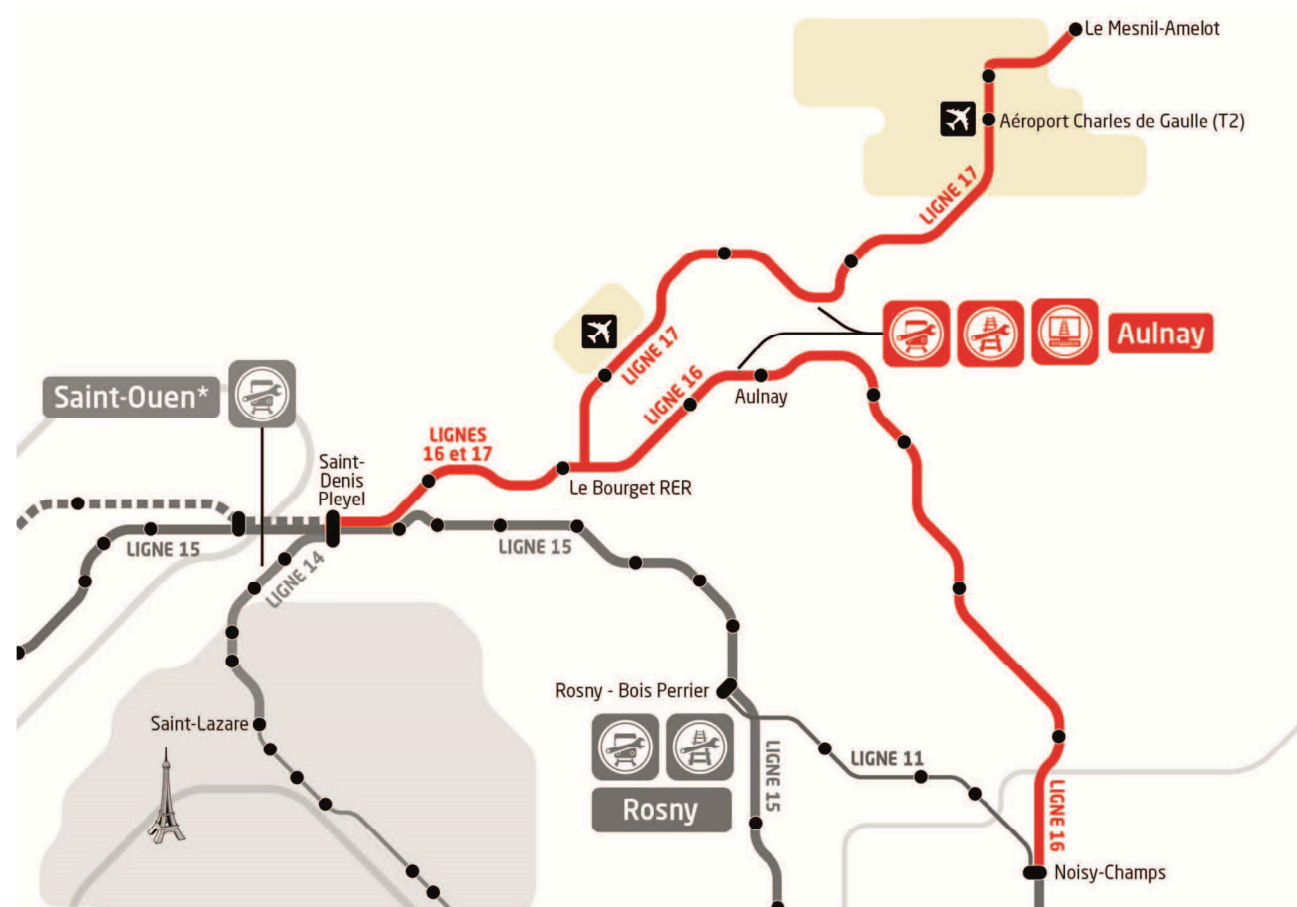 Le Mesnil-Amelot
Aéroport Charles de Gaulle (T2)
LIGNE 17
LIGNE 17
Aulnay
LIGNE 16
Aulnay
Saint-Ouen*
LIGNES
16 et 17
Saint-
Denis
Pleyel
Le Bourget RER
LIGNE 15
LIGNE 14
LIGNE 15
Rosny - Bois Perrier
Saint-Lazare
LIGNE 15
LIGNE 11
Rosny
LIGNE 16
Noisy-Champs